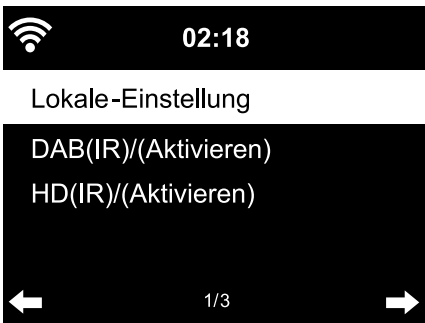 02:18
Lokale-Einstellung
DAB(IR)/(Aktivieren)
HD(IR)/(Aktivieren)
1/3